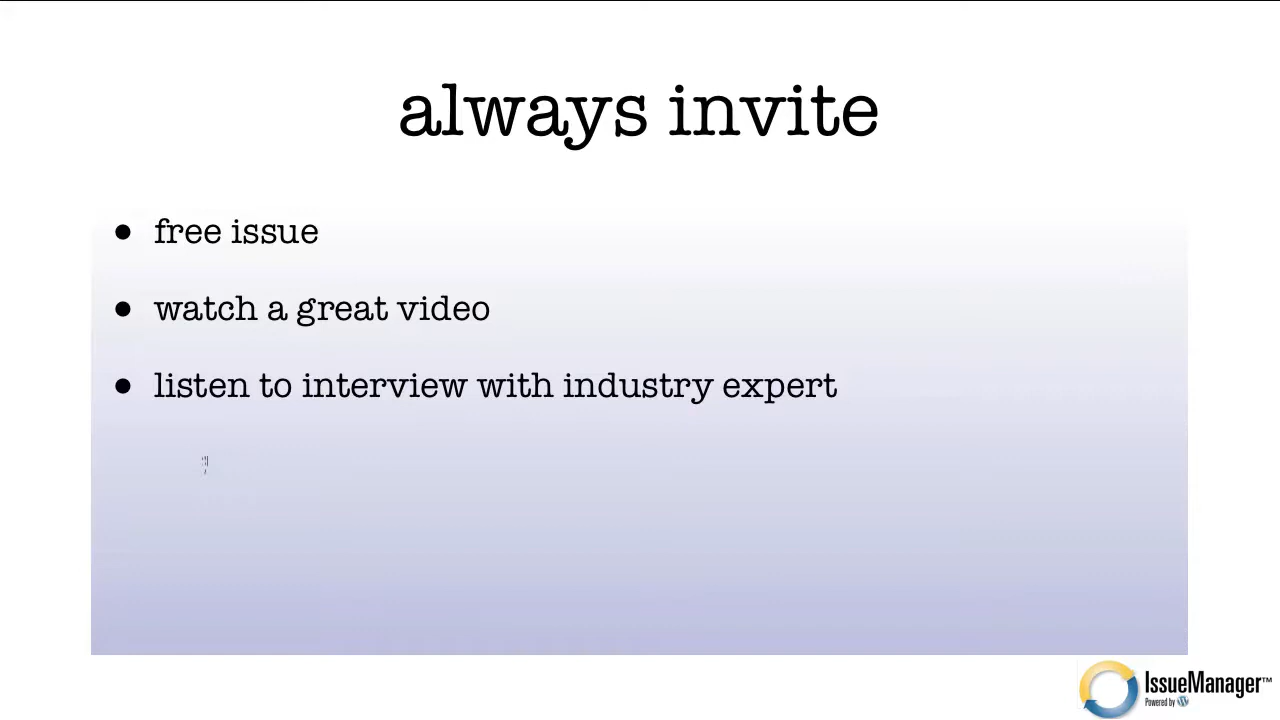 always invite
● free issue
● watch a great video
● listen to interview with industry expert
IssueManager™
Powered by